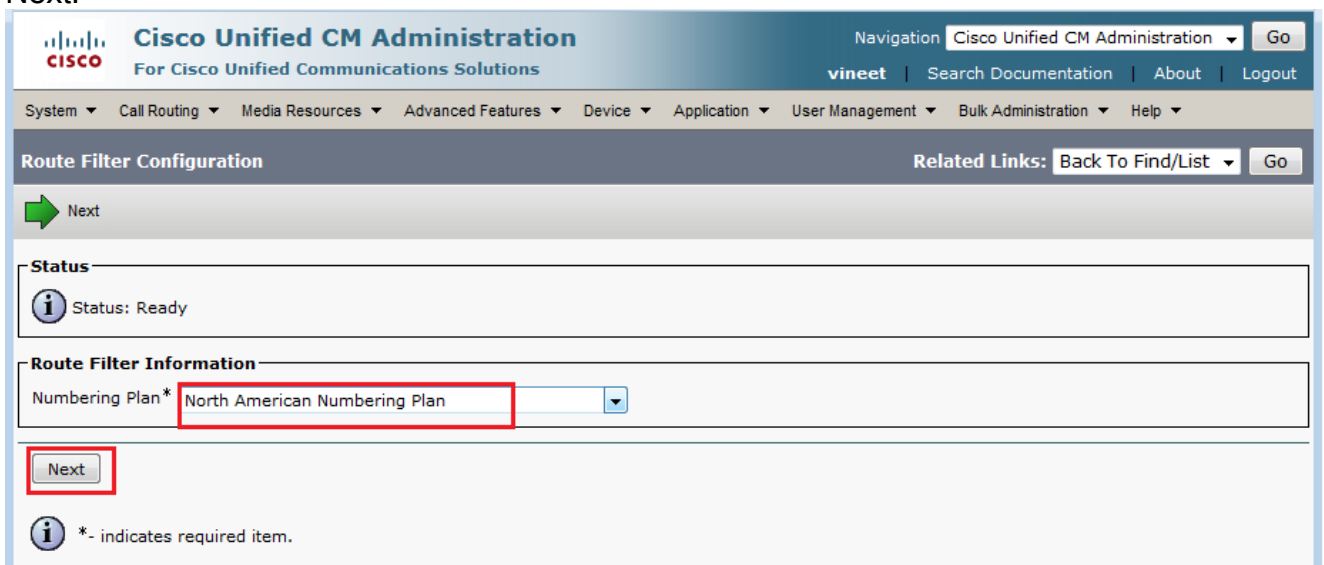 Next.
Cisco Unified CM Administration
For Cisco Unified Communications Solutions
CISCO
Navigation Cisco Unified CM Administration Go
vineet | Search Documentation | About | Logout
System Call Routing Media Resources Advanced Features Device Application User Management Bulk Administration Help
Route Filter Configuration Related Links: Back To Find/List Go
Next
Status
i Status: Ready
Route Filter Information
Numbering Plan* North American Numbering Plan
Next
i *- indicates required item.